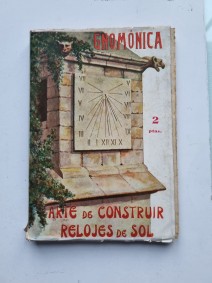 GNOMÓNICA
2
ptas.
ARTE DE CONSTRUIR
RELOJES DE SOL